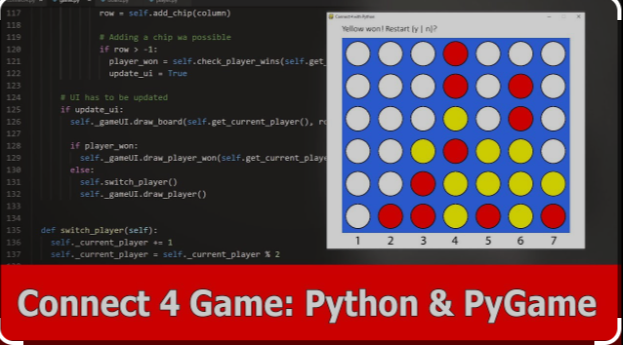 117 row = self.add_chip(column)
118
119 # Adding a chip wa possible
120 if row > -1:
121 player_won = self.check_player_wins(self.get_
122 update_ui = True
123
124 # UI has to be updated
125 if update_ui:
126 self._gameUI.draw_board(self.get_current_player(), ro
127
128 if player_won:
129 self._gameUI.draw_player_won(self.get_current_playe
130 else:
131 self.switch_player()
132 self._gameUI.draw_player()
133
134
135 def switch_player(self):
136 self._current_player += 1
137 self._current_player = self._current_player % 2
Connect4 with Python
Yellow won! Restart (y | n)?
1 2 3 4 5 6 7
Connect 4 Game: Python & PyGame